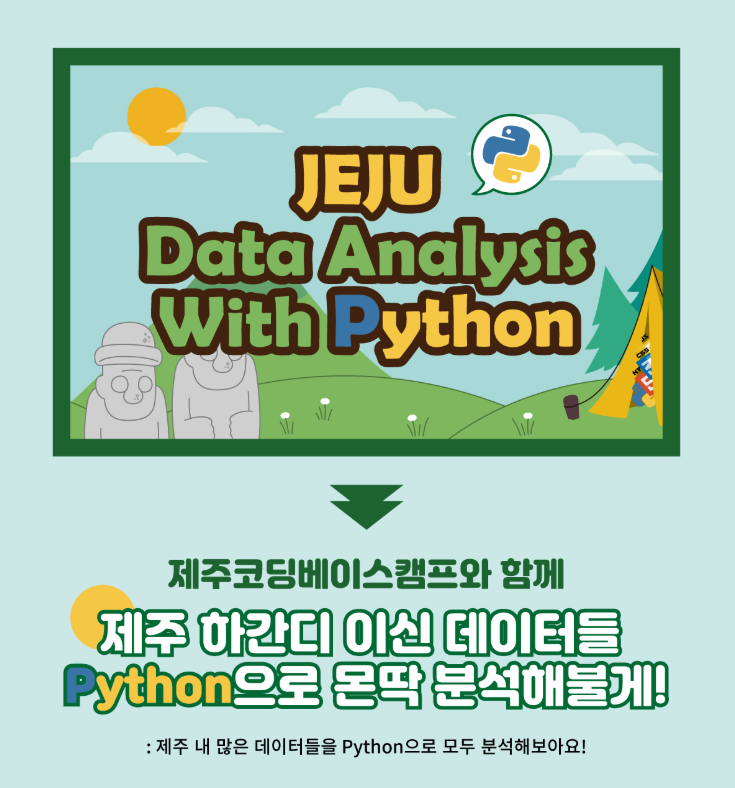 JEJU
Data Analysis
With Python
제주코딩베이스캠프와 함께
제주 하간디 이신 데이터들
Python으로 몬딱 분석해불게!
: 제주 내 많은 데이터들을 Python으로 모두 분석해보아요!